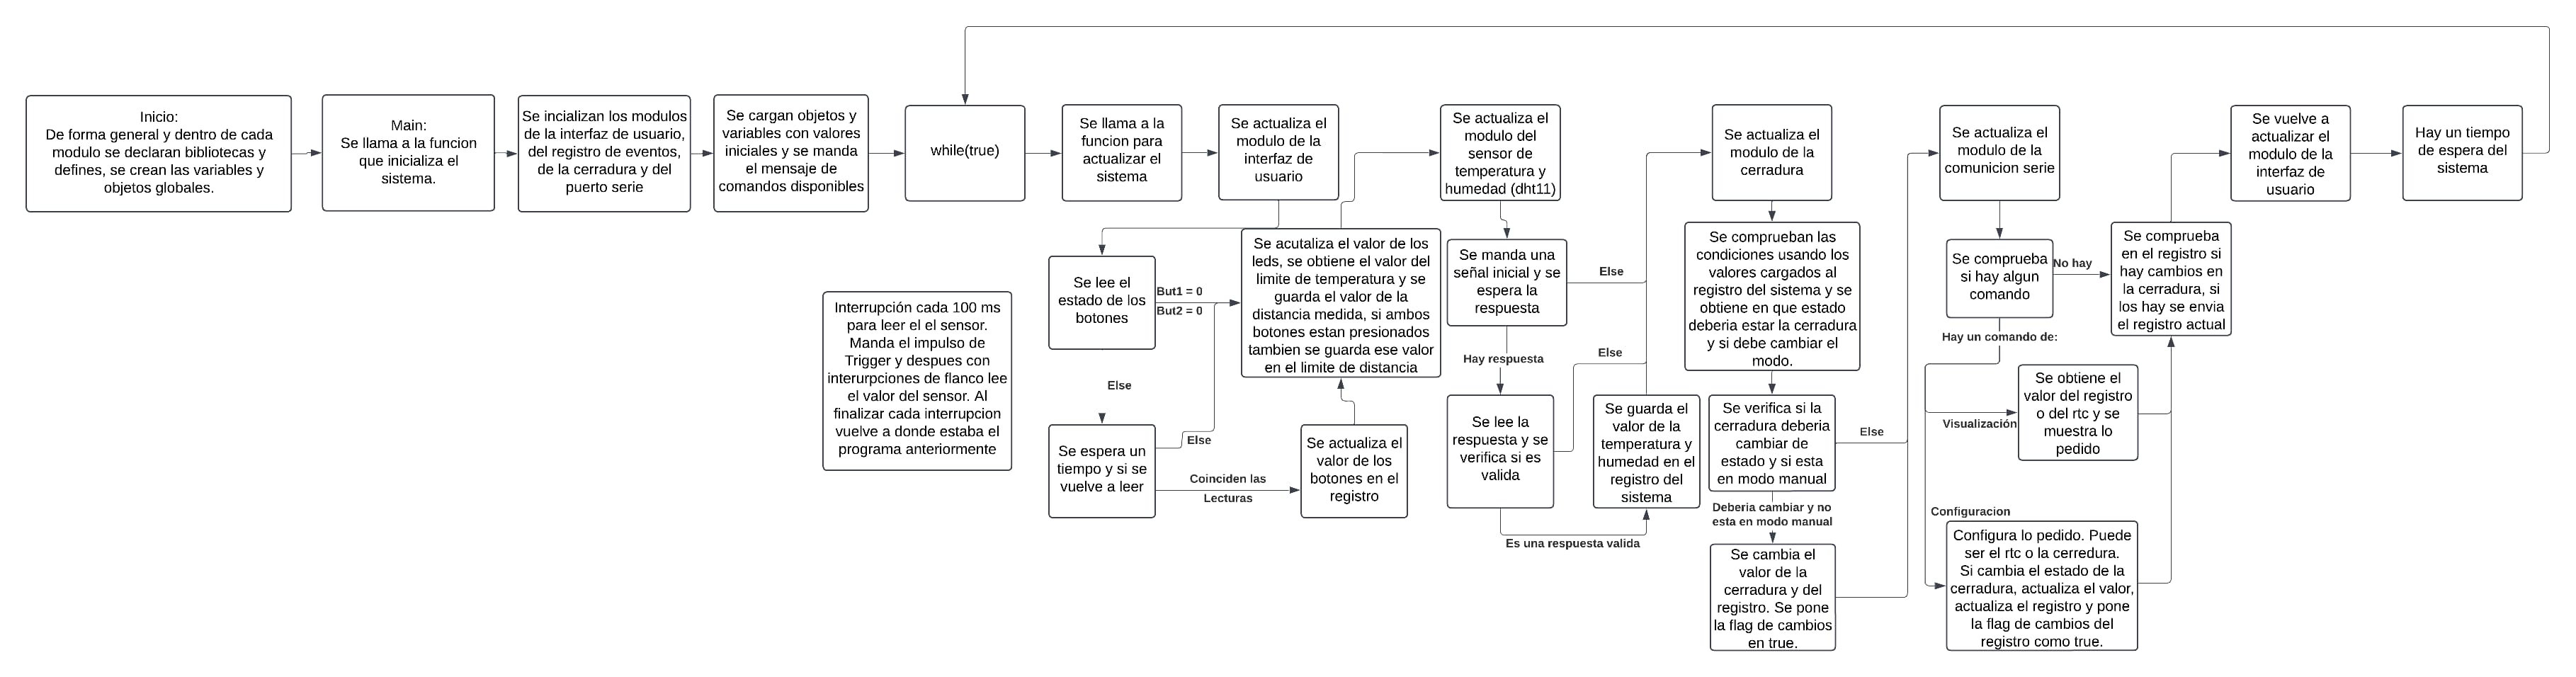 Inicio:
De forma general y dentro de cada
modulo se declaran bibliotecas y
defines, se crean las variables y
objetos globales.
Main:
Se llama a la funcion
que inicializa el
sistema.
Se incializan los modulos
de la interfaz de usuario,
del registro de eventos,
de la cerradura y del
puerto serie
Se cargan objetos y
variables con valores
iniciales y se manda
el mensaje de
comandos disponibles
while(true)
Se llama a la
funcion para
actualizar el
sistema
Se actualiza el
modulo de la
interfaz de
usuario
Se lee el
estado de los
botones
But1 = 0
But2 = 0
Else
Se espera un
tiempo y si se
vuelve a leer
Else
Coinciden las
Lecturas
Se actualiza el
valor de los
botones en el
registro
Se acutaliza el valor de los
leds, se obtiene el valor del
limite de temperatura y se
guarda el valor de la
distancia medida, si ambos
botones estan presionados
tambien se guarda ese valor
en el limite de distancia
Interrupción cada 100 ms
para leer el el sensor.
Manda el impulso de
Trigger y despues con
interurpciones de flanco lee
el valor del sensor. Al
finalizar cada interrupcion
vuelve a donde estaba el
programa anteriormente
Se actualiza el
modulo del
sensor de
temperatura y
humedad (dht11)
Se manda una
señal inicial y se
espera la
respuesta
Else
Hay respuesta
Se lee la
respuesta y se
verifica si es
valida
Else
Es una respuesta valida
Se guarda el
valor de la
temperatura y
humedad en el
registro del
sistema
Se actualiza el
modulo de la
cerradura
Se comprueban las
condiciones usando los
valores cargados al
registro del sistema y se
obtiene en que estado
deberia estar la cerradura
y si debe cambiar el
modo.
Se verifica si la
cerradura deberia
cambiar de
estado y si esta
en modo manual
Else
Deberia cambiar y no
esta en modo manual
Se cambia el
valor de la
cerradura y del
registro. Se pone
la flag de cambios
en true.
Se actualiza el
modulo de la
comunicion serie
Se comprueba
si hay algun
comando
No hay
Hay un comando de:
Visualización
Se obtiene el
valor del registro
o del rtc y se
muestra lo
pedido
Configuracion
Configura lo pedido. Puede
ser el rtc o la cerredura.
Si cambia el estado de la
cerradura, actualiza el valor,
actualiza el registro y pone
la flag de cambios del
registro como true.
Se comprueba
en el registro si
hay cambios en
la cerradura, si
los hay se envia
el registro actual
Se vuelve a
actualizar el
modulo de la
interfaz de
usuario
Hay un tiempo
de espera del
sistema